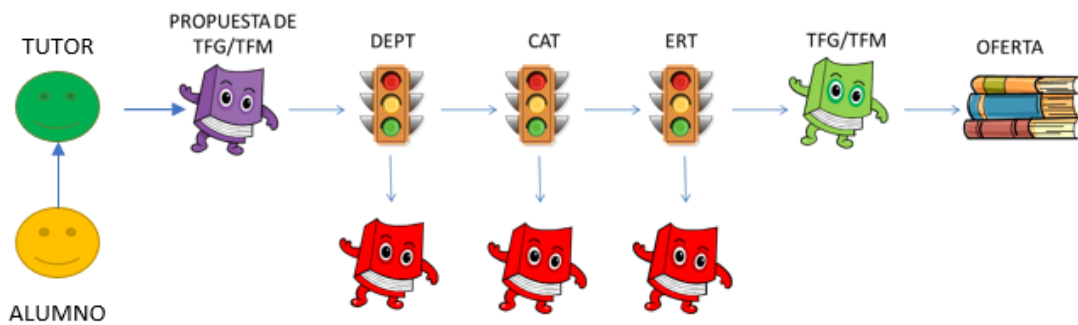 TUTOR
PROPUESTA DE
TFG/TFM
DEPT
CAT
ERT
TFG/TFM
OFERTA
ALUMNO